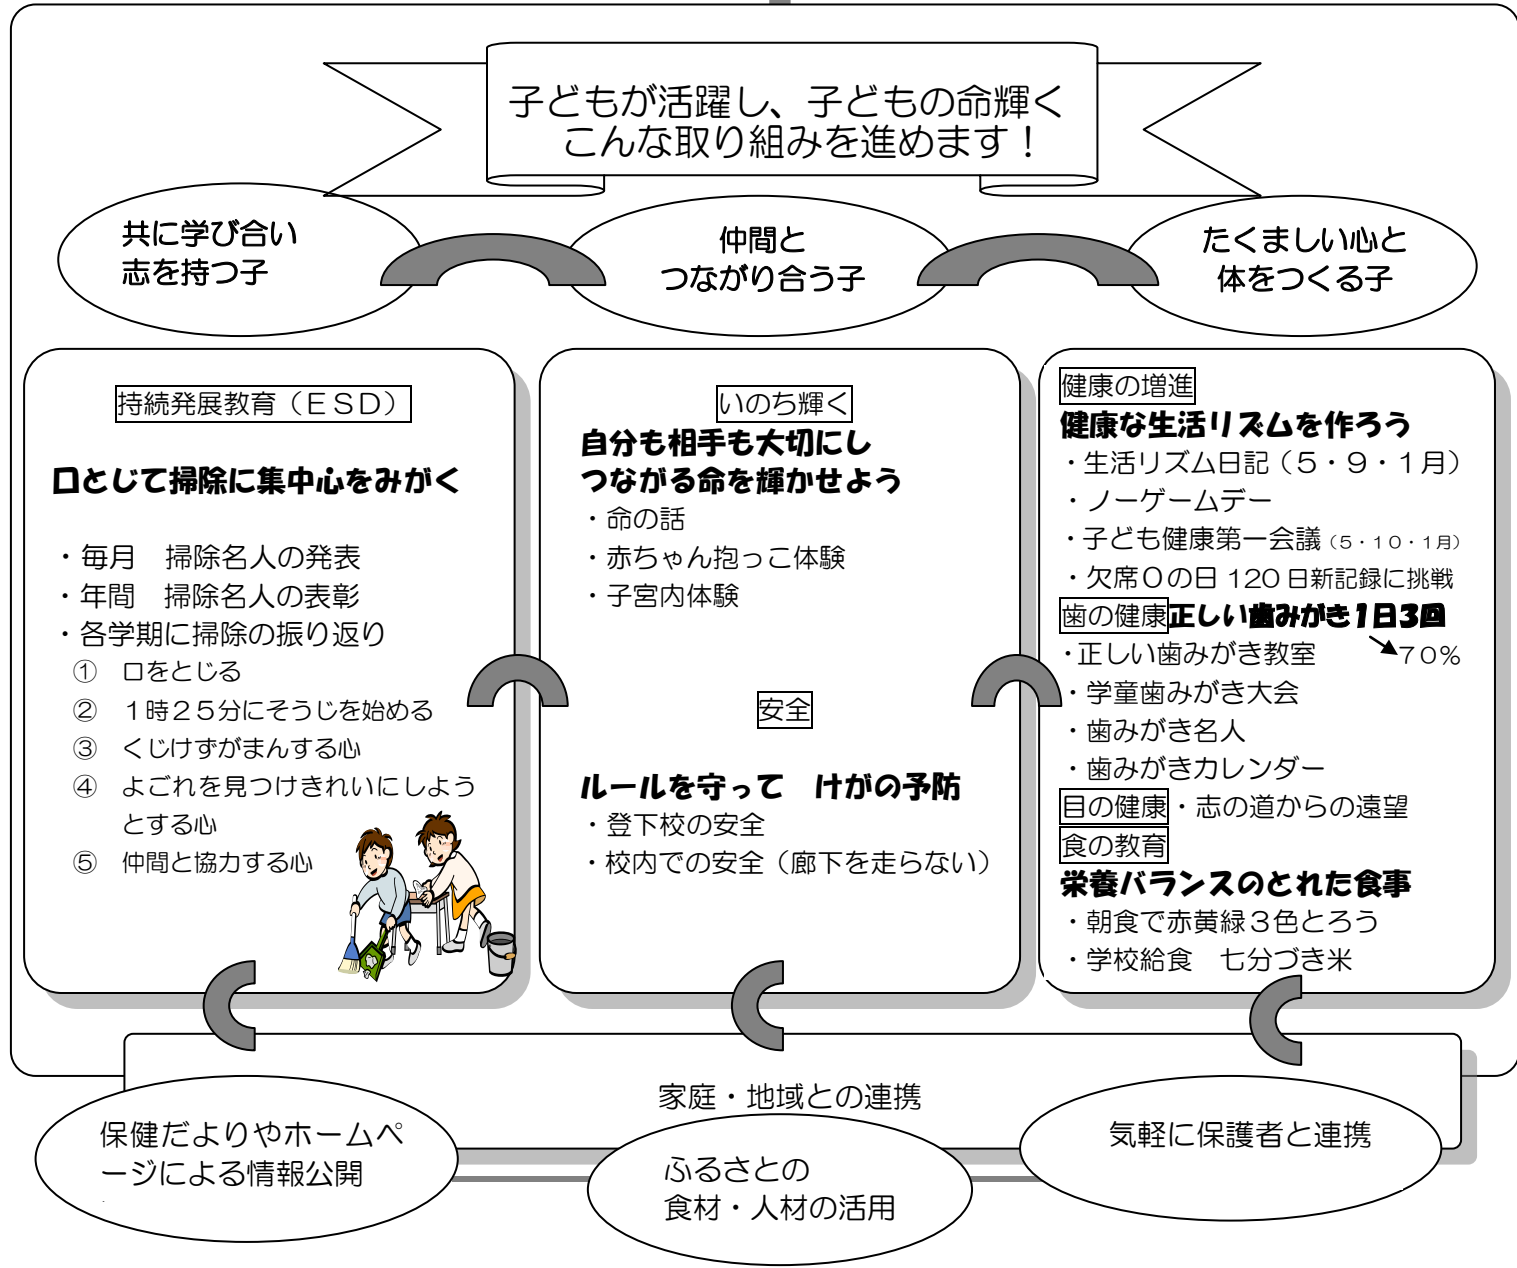 子どもが活躍し、子どもの命輝く
こんな取り組みを進めます！
共に学び合い
志を持つ子
仲間と
つながり合う子
たくましい心と
体をつくる子
持続発展教育（ＥＳＤ）
口とじて掃除に集中心をみがく
・毎月　掃除名人の発表
・年間　掃除名人の表彰
・各学期に掃除の振り返り
①　口をとじる
②　１時２５分にそうじを始める
③　くじけずがまんする心
④　よごれを見つけきれいにしよう
とする心
⑤　仲間と協力する心
いのち輝く
自分も相手も大切にし
つながる命を輝かせよう
・命の話
・赤ちゃん抱っこ体験
・子宮内体験
安全
ルールを守って　けがの予防
・登下校の安全
・校内での安全（廊下を走らない）
健康の増進
健康な生活リズムを作ろう
・生活リズム日記（５・９・１月）
・ノーゲームデー
・子ども健康第一会議（５・１０・１月）
・欠席０の日 120 日新記録に挑戦
歯の健康正しい歯みがき１日３回
・正しい歯みがき教室　７０％
・学童歯みがき大会
・歯みがき名人
・歯みがきカレンダー
目の健康・志の道からの遠望
食の教育
栄養バランスのとれた食事
・朝食で赤黄緑３色とろう
・学校給食　七分づき米
家庭・地域との連携
保健だよりやホームペ
ージによる情報公開
ふるさとの
食材・人材の活用
気軽に保護者と連携